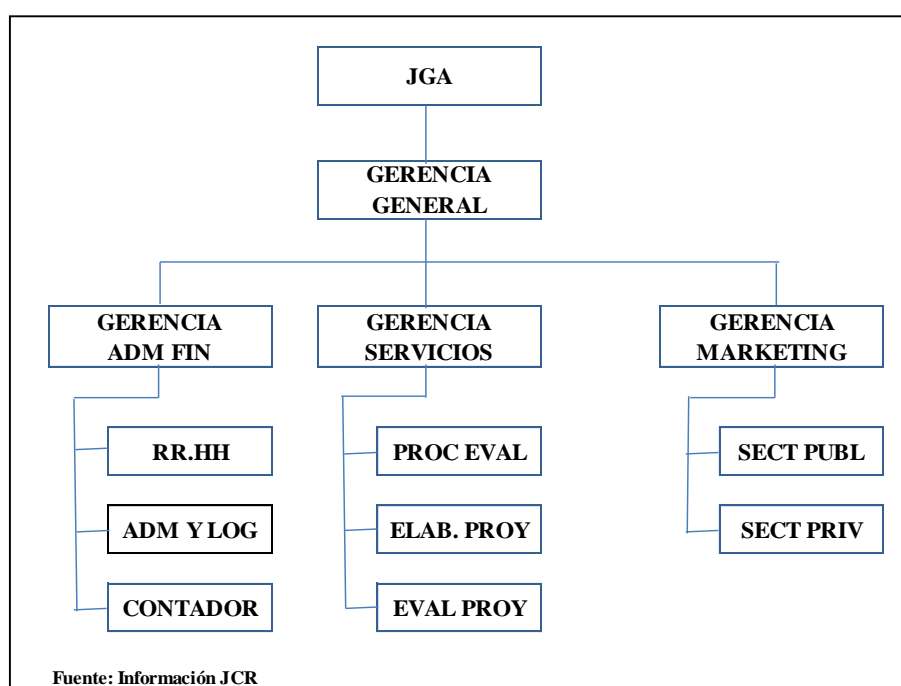 JGA
GERENCIA
GENERAL
GERENCIA
ADM FIN
GERENCIA
SERVICIOS
GERENCIA
MARKETING
RR.HH
PROC EVAL
SECT PUBL
ADM Y LOG
ELAB. PROY
SECT PRIV
CONTADOR
EVAL PROY
Fuente: Información JCR